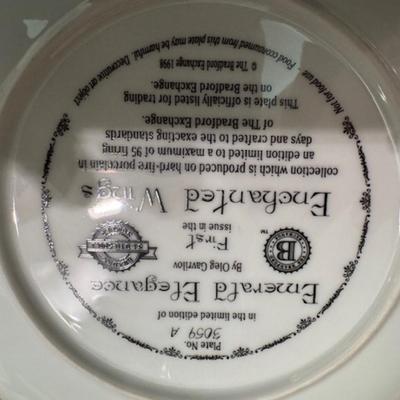 Plate No.
3059 A
in the limited edition of
Emerald Elegance
By Oleg Gavrilov
First
issue in the
Enchanted Wings
collection which is produced on hard-fire porcelain in
an edition limited to a maximum of 95 firing
days and crafted to the exacting standards
of The Bradford Exchange.
This plate is officially listed for trading
on the Bradford Exchange.
© The Bradford Exchange 1998
Not for food use. Food consumed from this plate may be harmful. Decorative art object
B
TM